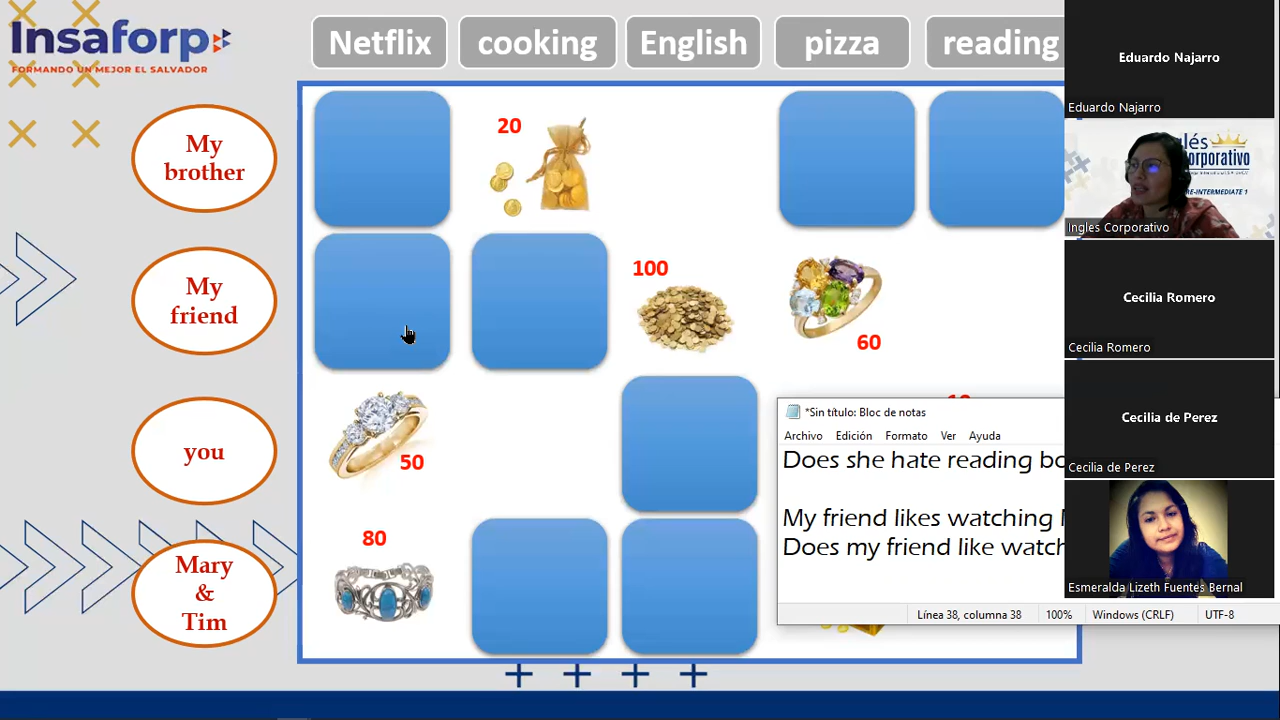 Insaforp
FORMANDO UN MEJOR EL SALVADOR
Netflix
cooking
English
pizza
reading
My
brother
My
friend
you
Mary
&
Tim
20
100
60
50
80
*Sin título: Bloc de notas
Archivo Edición Formato Ver Ayuda
Does she hate reading
My friend likes watching
Does my friend like
Línea 38, columna 38 100% Windows (CRLF) UTF-8
Eduardo Najarro
Eduardo Najarro
Ingles Corporativo
PRE-INTERMEDIATE 1
Cecilia Romero
Cecilia Romero
Cecilia de Perez
Cecilia de Perez
Esmeralda Lizeth Fuentes Bernal